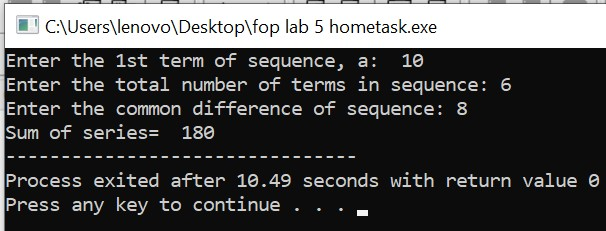 C:\Users\lenovo\Desktop\fop lab 5 hometask.exe
Enter the 1st term of sequence, a:  10
Enter the total number of terms in sequence: 6
Enter the common difference of sequence: 8
Sum of series=  180
--------------------------------
Process exited after 10.49 seconds with return value 0
Press any key to continue . . .